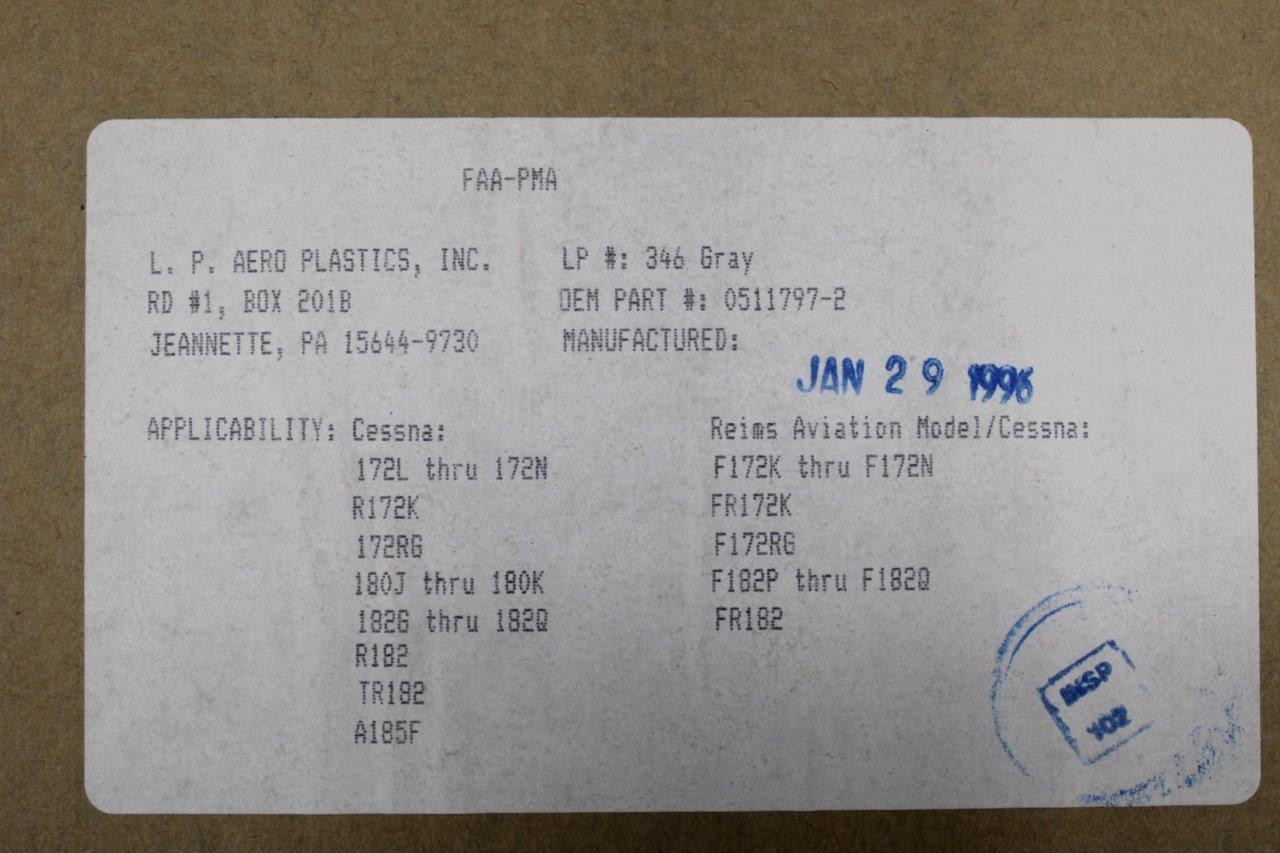 FAA-PMA
L. P. AERO PLASTICS, INC. LP #: 346 Gray
RD #1, BOX 201B OEM PART #: 0511797-2
JEANNETTE, PA 15644-9730 MANUFACTURED:
JAN 29 1996
APPLICABILITY: Cessna: Reims Aviation Model/Cessna:
172L thru 172N F172K thru F172N
R172K FR172K
172RG F172RG
180J thru 180K F182P thru F182Q
182G thru 182Q FR182
R182
TR182
A185F
INSP
102